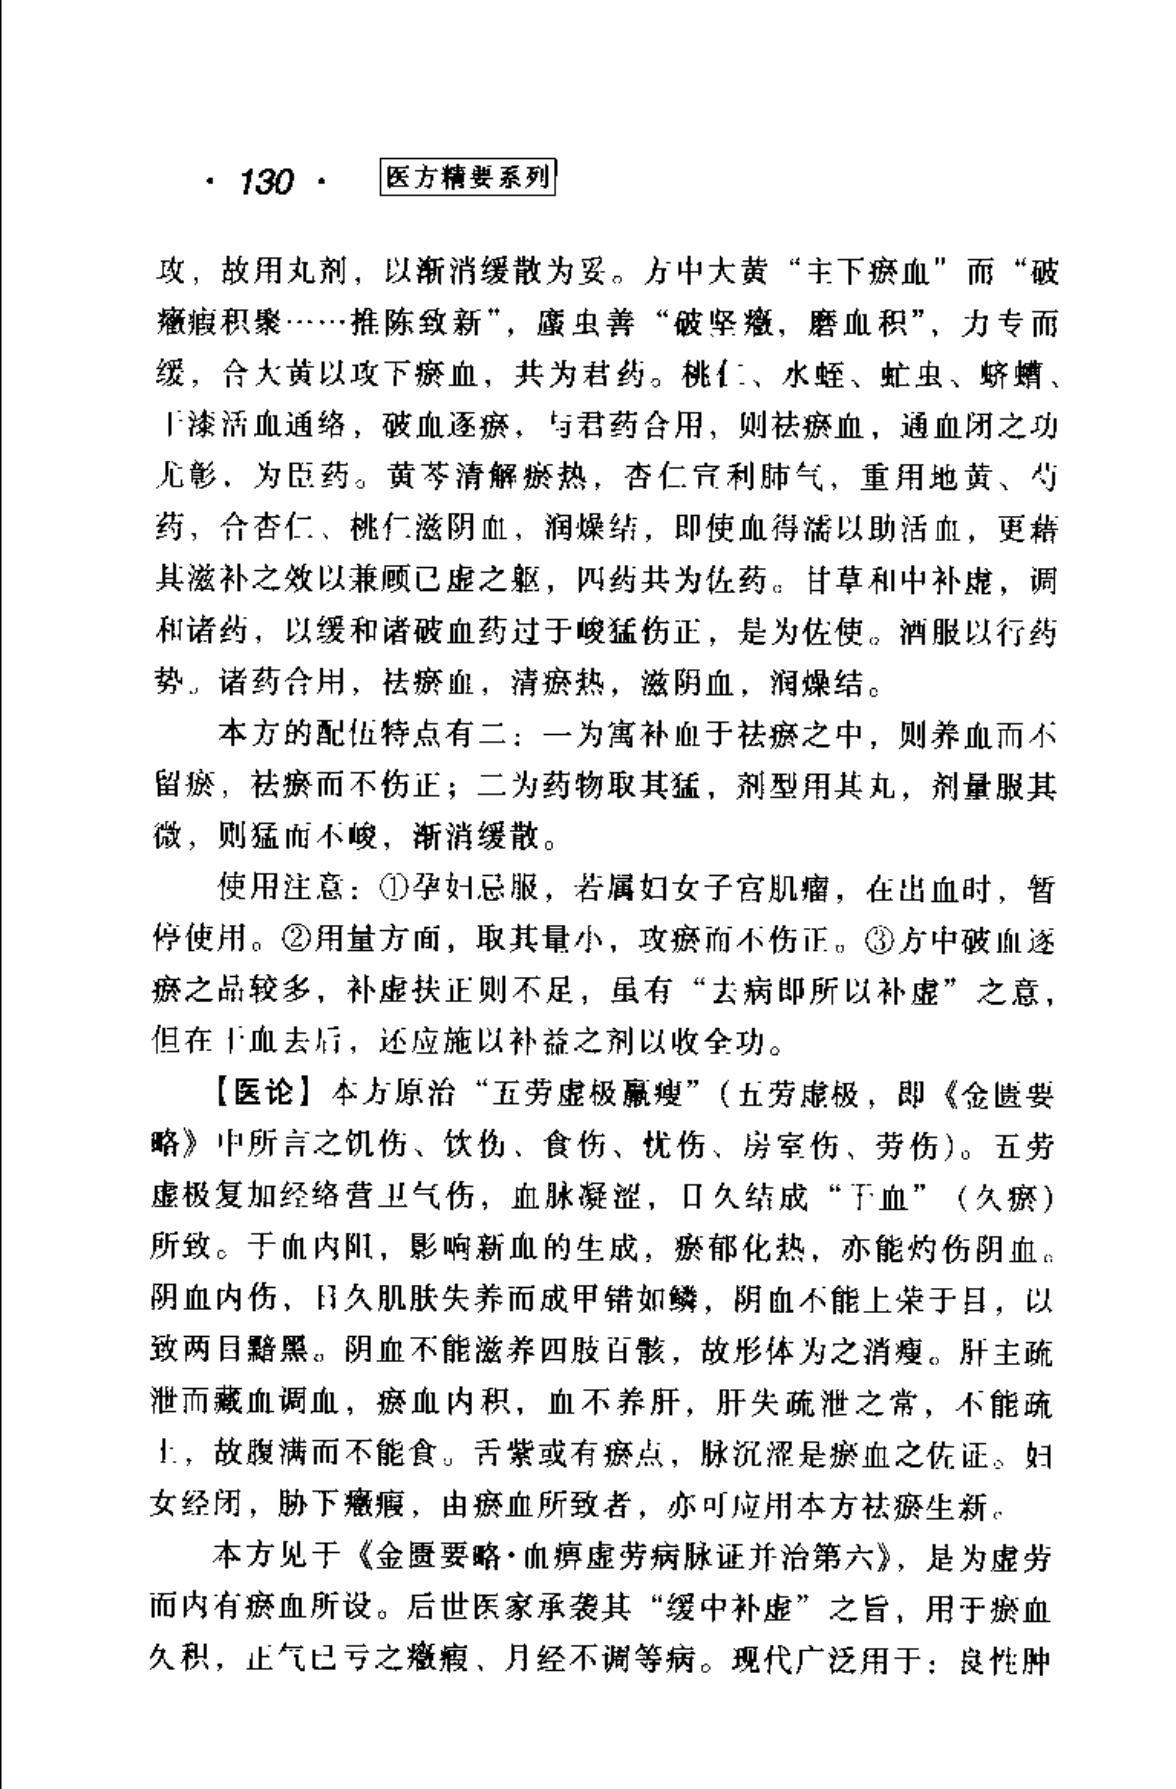 · 130 · 医方精要系列
攻，故用丸剂，以渐消缓散为妥。方中大黄“主下瘀血”而“破
癥瘕积聚……推陈致新”，䗪虫善“破坚癥，磨血积”，力专而
缓，合大黄以攻下瘀血，共为君药。桃仁、水蛭、虻虫、蛴螬、
干漆活血通络，破血逐瘀，与君药合用，则祛瘀血，通血闭之功
尤彰，为臣药。黄芩清解瘀热，杏仁宣利肺气，重用地黄、芍
药，合杏仁、桃仁滋阴血，润燥结，即使血得濡以助活血，更藉
其滋补之效以兼顾已虚之躯，四药共为佐药。甘草和中补虚，调
和诸药，以缓和诸破血药过于峻猛伤正，是为佐使。酒服以行药
势。诸药合用，祛瘀血，清瘀热，滋阴血，润燥结。
本方的配伍特点有二：一为寓补血于祛瘀之中，则养血而不
留瘀，祛瘀而不伤正；二为药物取其猛，剂型用其丸，剂量服其
微，则猛而不峻，渐消缓散。
使用注意：①孕妇忌服，若属妇女子宫肌瘤，在出血时，暂
停使用。②用量方面，取其量小，攻瘀而不伤正。③方中破血逐
瘀之品较多，补虚扶正则不足，虽有“去病即所以补虚”之意，
但在干血去后，还应施以补益之剂以收全功。
【医论】本方原治“五劳虚极羸瘦”（五劳虚极，即《金匮要
略》中所言之饥伤、饮伤、食伤、忧伤、房室伤、劳伤）。五劳
虚极复加经络营卫气伤，血脉凝涩，日久结成“干血”（久瘀）
所致。干血内阻，影响新血的生成，瘀郁化热，亦能灼伤阴血。
阴血内伤，日久肌肤失养而成甲错如鳞，阴血不能上荣于目，以
致两目黯黑。阴血不能滋养四肢百骸，故形体为之消瘦。肝主疏
泄而藏血调血，瘀血内积，血不养肝，肝失疏泄之常，不能疏
土，故腹满而不能食。舌紫或有瘀点，脉沉涩是瘀血之佐证。妇
女经闭，胁下癥瘕，由瘀血所致者，亦可应用本方祛瘀生新。
本方见于《金匮要略·血痹虚劳病脉证并治第六》，是为虚劳
而内有瘀血所设。后世医家承袭其“缓中补虚”之旨，用于瘀血
久积，正气已亏之癥瘕、月经不调等病。现代广泛用于：良性肿